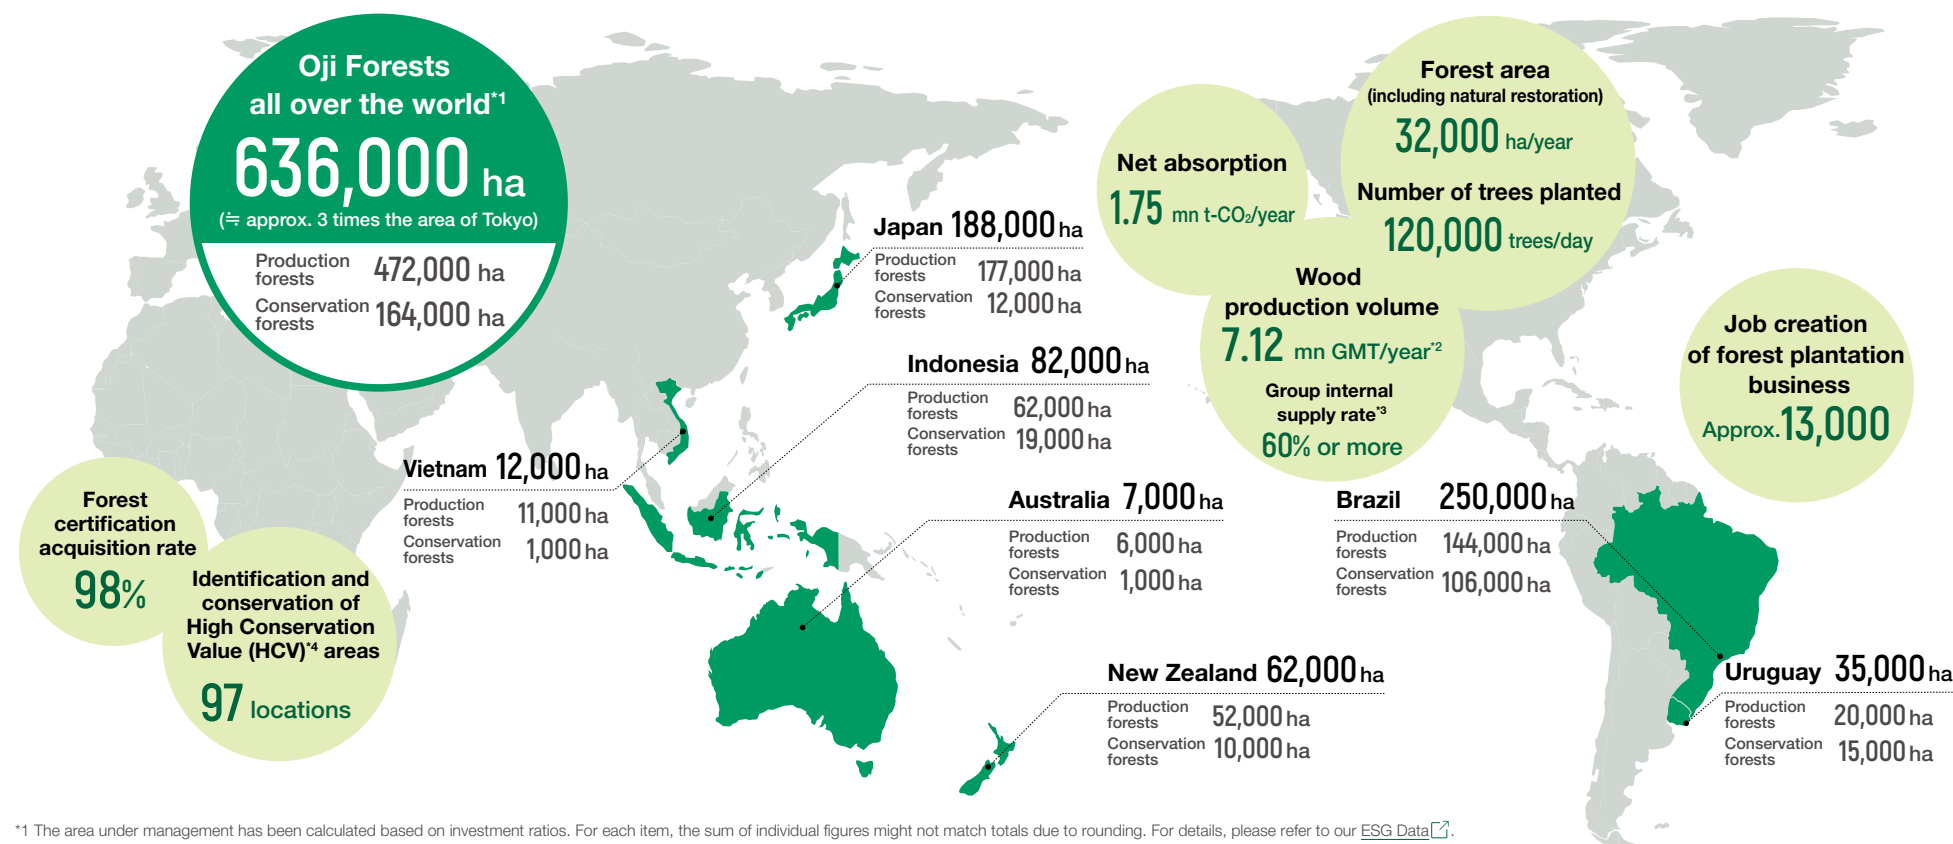 Oji Forests
all over the world*1
636,000 ha
(≒ approx. 3 times the area of Tokyo)
Production
forests
472,000 ha
Conservation
forests
164,000 ha
Japan 188,000 ha
Production
forests
177,000 ha
Conservation
forests
12,000 ha
Indonesia 82,000 ha
Production
forests
62,000 ha
Conservation
forests
19,000 ha
Vietnam 12,000 ha
Production
forests
11,000 ha
Conservation
forests
1,000 ha
Australia 7,000 ha
Production
forests
6,000 ha
Conservation
forests
1,000 ha
New Zealand 62,000 ha
Production
forests
52,000 ha
Conservation
forests
10,000 ha
Brazil 250,000 ha
Production
forests
144,000 ha
Conservation
forests
106,000 ha
Uruguay 35,000 ha
Production
forests
20,000 ha
Conservation
forests
15,000 ha
Net absorption
1.75 mn t-CO₂/year
Forest area
(including natural restoration)
32,000 ha/year
Number of trees planted
120,000 trees/day
Wood
production volume
7.12 mn GMT/year*2
Group internal
supply rate*3
60% or more
Job creation
of forest plantation
business
Approx. 13,000
Forest
certification
acquisition rate
98%
Identification and
conservation of
High Conservation
Value (HCV)*4 areas
97 locations
*1 The area under management has been calculated based on investment ratios. For each item, the sum of individual figures might not match totals due to rounding. For details, please refer to our ESG Data.